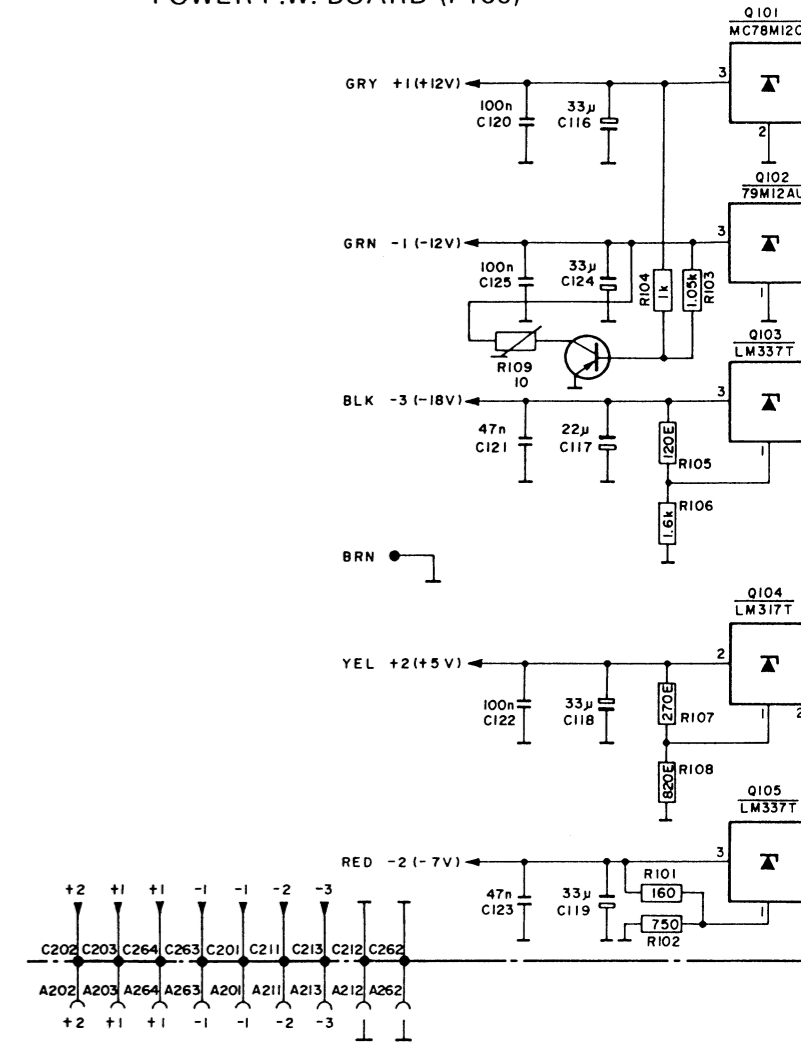 Q101
MC78M12C
3
GRY +1 (+12V)
100n
C120
33µ
C116
2
Q102
79M12AU
3
GRN -1 (-12V)
100n
C125
33µ
C124
R104
1k
1.05k
R103
1
R109
10
Q103
LM337T
3
BLK -3 (-18V)
47n
C121
22µ
C117
120E
R105
1
1.6k
R106
BRN
Q104
LM317T
2
YEL +2 (+5V)
100n
C122
33µ
C118
270E
R107
1
2
820E
R108
Q105
LM337T
3
RED -2 (-7V)
R101
160
47n
C123
33µ
C119
750
R102
1
+2 +1 +1 -1 -1 -2 -3
C202 C203 C264 C263 C201 C211 C213 C212 C262
A202 A203 A264 A263 A201 A211 A213 A212 A262
+2 +1 +1 -1 -1 -2 -3